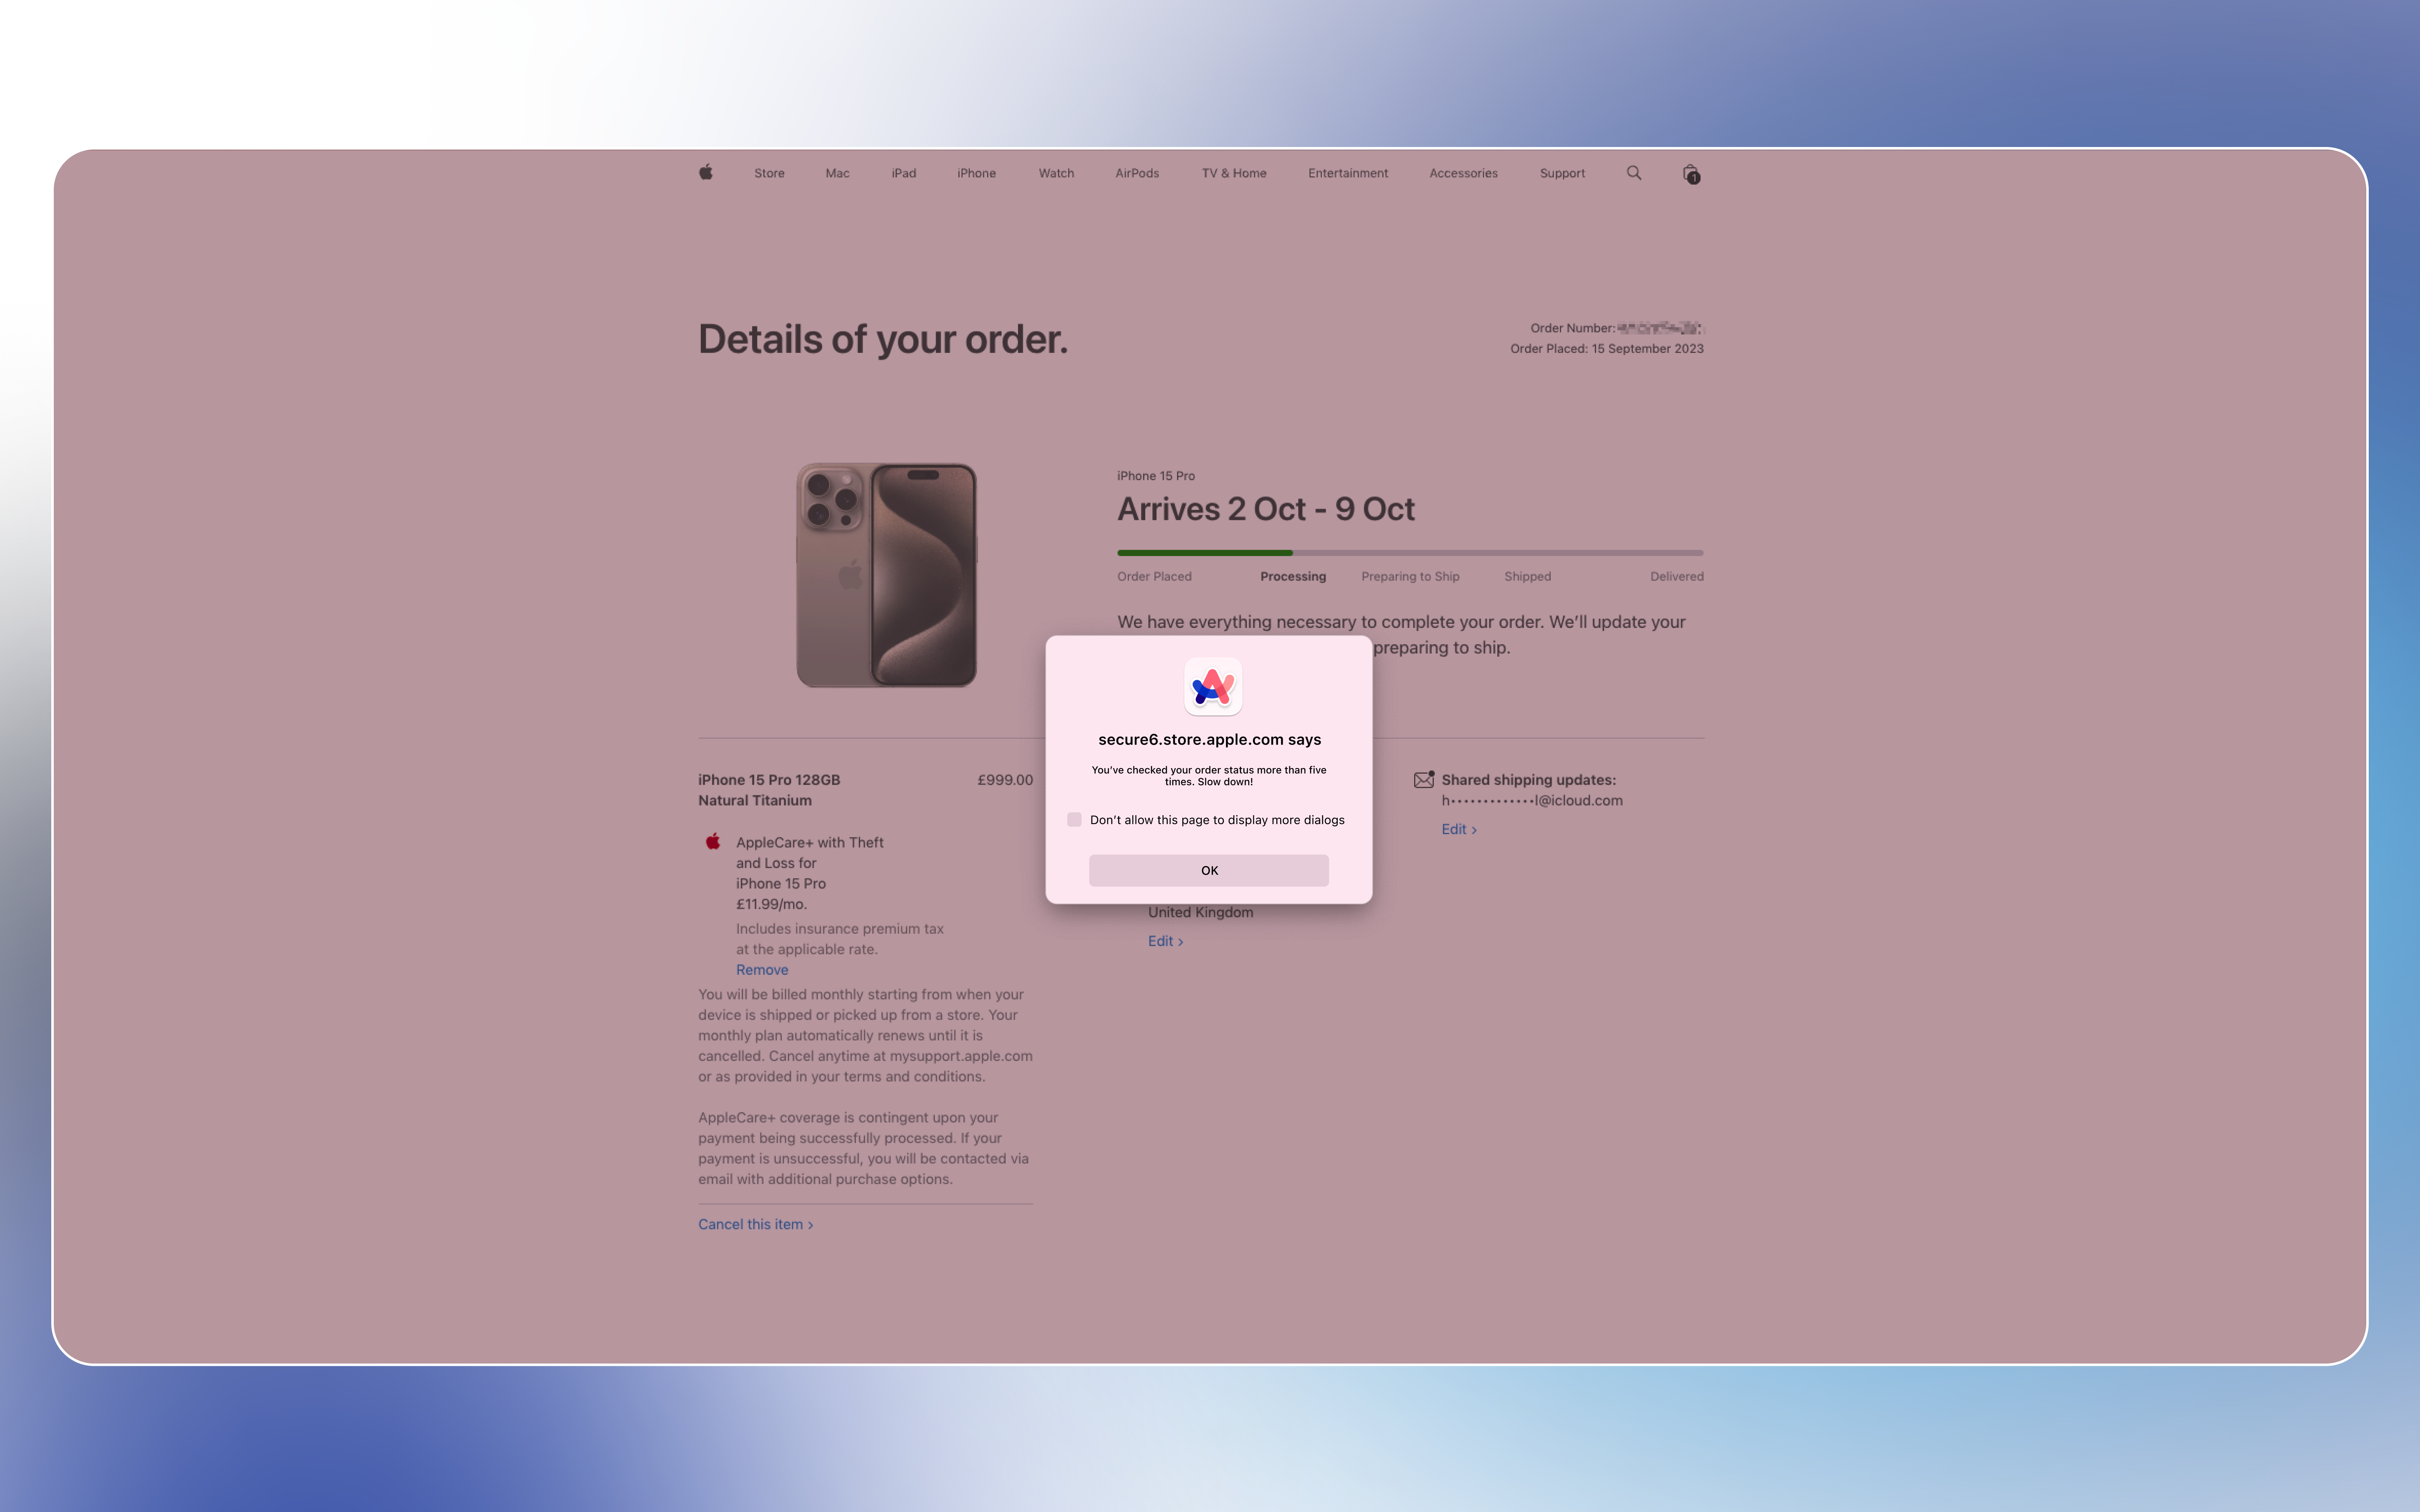 Store Mac iPad iPhone Watch AirPods TV & Home Entertainment Accessories Support 1
Details of your order.
Order Number:
Order Placed: 15 September 2023
iPhone 15 Pro
Arrives 2 Oct - 9 Oct
Order Placed Processing Preparing to Ship Shipped Delivered
We have everything necessary to complete your order. We’ll update your
preparing to ship.
secure6.store.apple.com says
You’ve checked your order status more than five
times. Slow down!
Don’t allow this page to display more dialogs
OK
iPhone 15 Pro 128GB £999.00
Natural Titanium
AppleCare+ with Theft
and Loss for
iPhone 15 Pro
£11.99/mo.
Includes insurance premium tax
at the applicable rate.
Remove
You will be billed monthly starting from when your
device is shipped or picked up from a store. Your
monthly plan automatically renews until it is
cancelled. Cancel anytime at mysupport.apple.com
or as provided in your terms and conditions.
AppleCare+ coverage is contingent upon your
payment being successfully processed. If your
payment is unsuccessful, you will be contacted via
email with additional purchase options.
Cancel this item >
United Kingdom
Edit >
Shared shipping updates:
h•••••••••••••l@icloud.com
Edit >